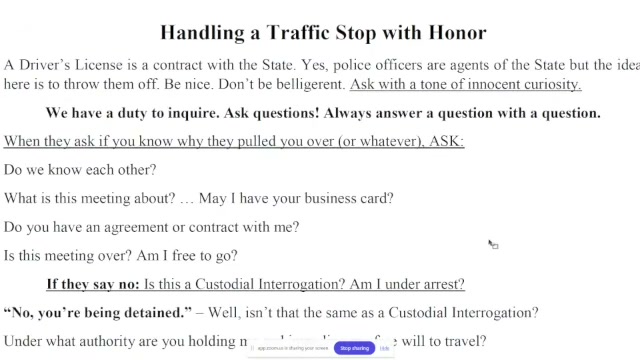 Handling a Traffic Stop with Honor
A Driver's License is a contract with the State. Yes, police officers are agents of the State but the idea
here is to throw them off. Be nice. Don't be belligerent. Ask with a tone of innocent curiosity.
We have a duty to inquire. Ask questions! Always answer a question with a question.
When they ask if you know why they pulled you over (or whatever), ASK:
Do we know each other?
What is this meeting about? … May I have your business card?
Do you have an agreement or contract with me?
Is this meeting over? Am I free to go?
If they say no: Is this a Custodial Interrogation? Am I under arrest?
“No, you're being detained.” – Well, isn't that the same as a Custodial Interrogation?
Under what authority are you holding will to travel?
is sharing your screen. Stop sharing Hide